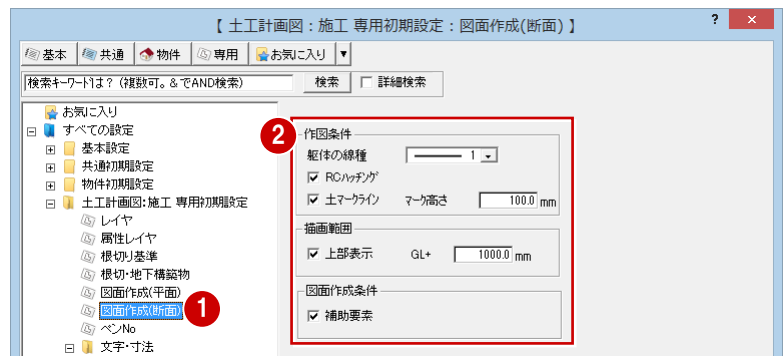 【 土工計画図：施工 専用初期設定：図面作成(断面) 】
? ×
基本 共通 物件 専用 お気に入り ▼
検索キーワードは？ (複数可。& でAND検索) 検索 詳細検索
お気に入り
すべての設定
基本設定
共通初期設定
物件初期設定
土工計画図:施工 専用初期設定
レイヤ
属性レイヤ
根切り基準
根切・地下構築物
図面作成(平面)
図面作成(断面)
1
ペンNo
文字・寸法
2
作図条件
躯体の線種 1
RCハッチング
土マークライン マーク高さ 100.0 mm
描画範囲
上部表示 GL+ 1000.0 mm
図面作成条件
補助要素